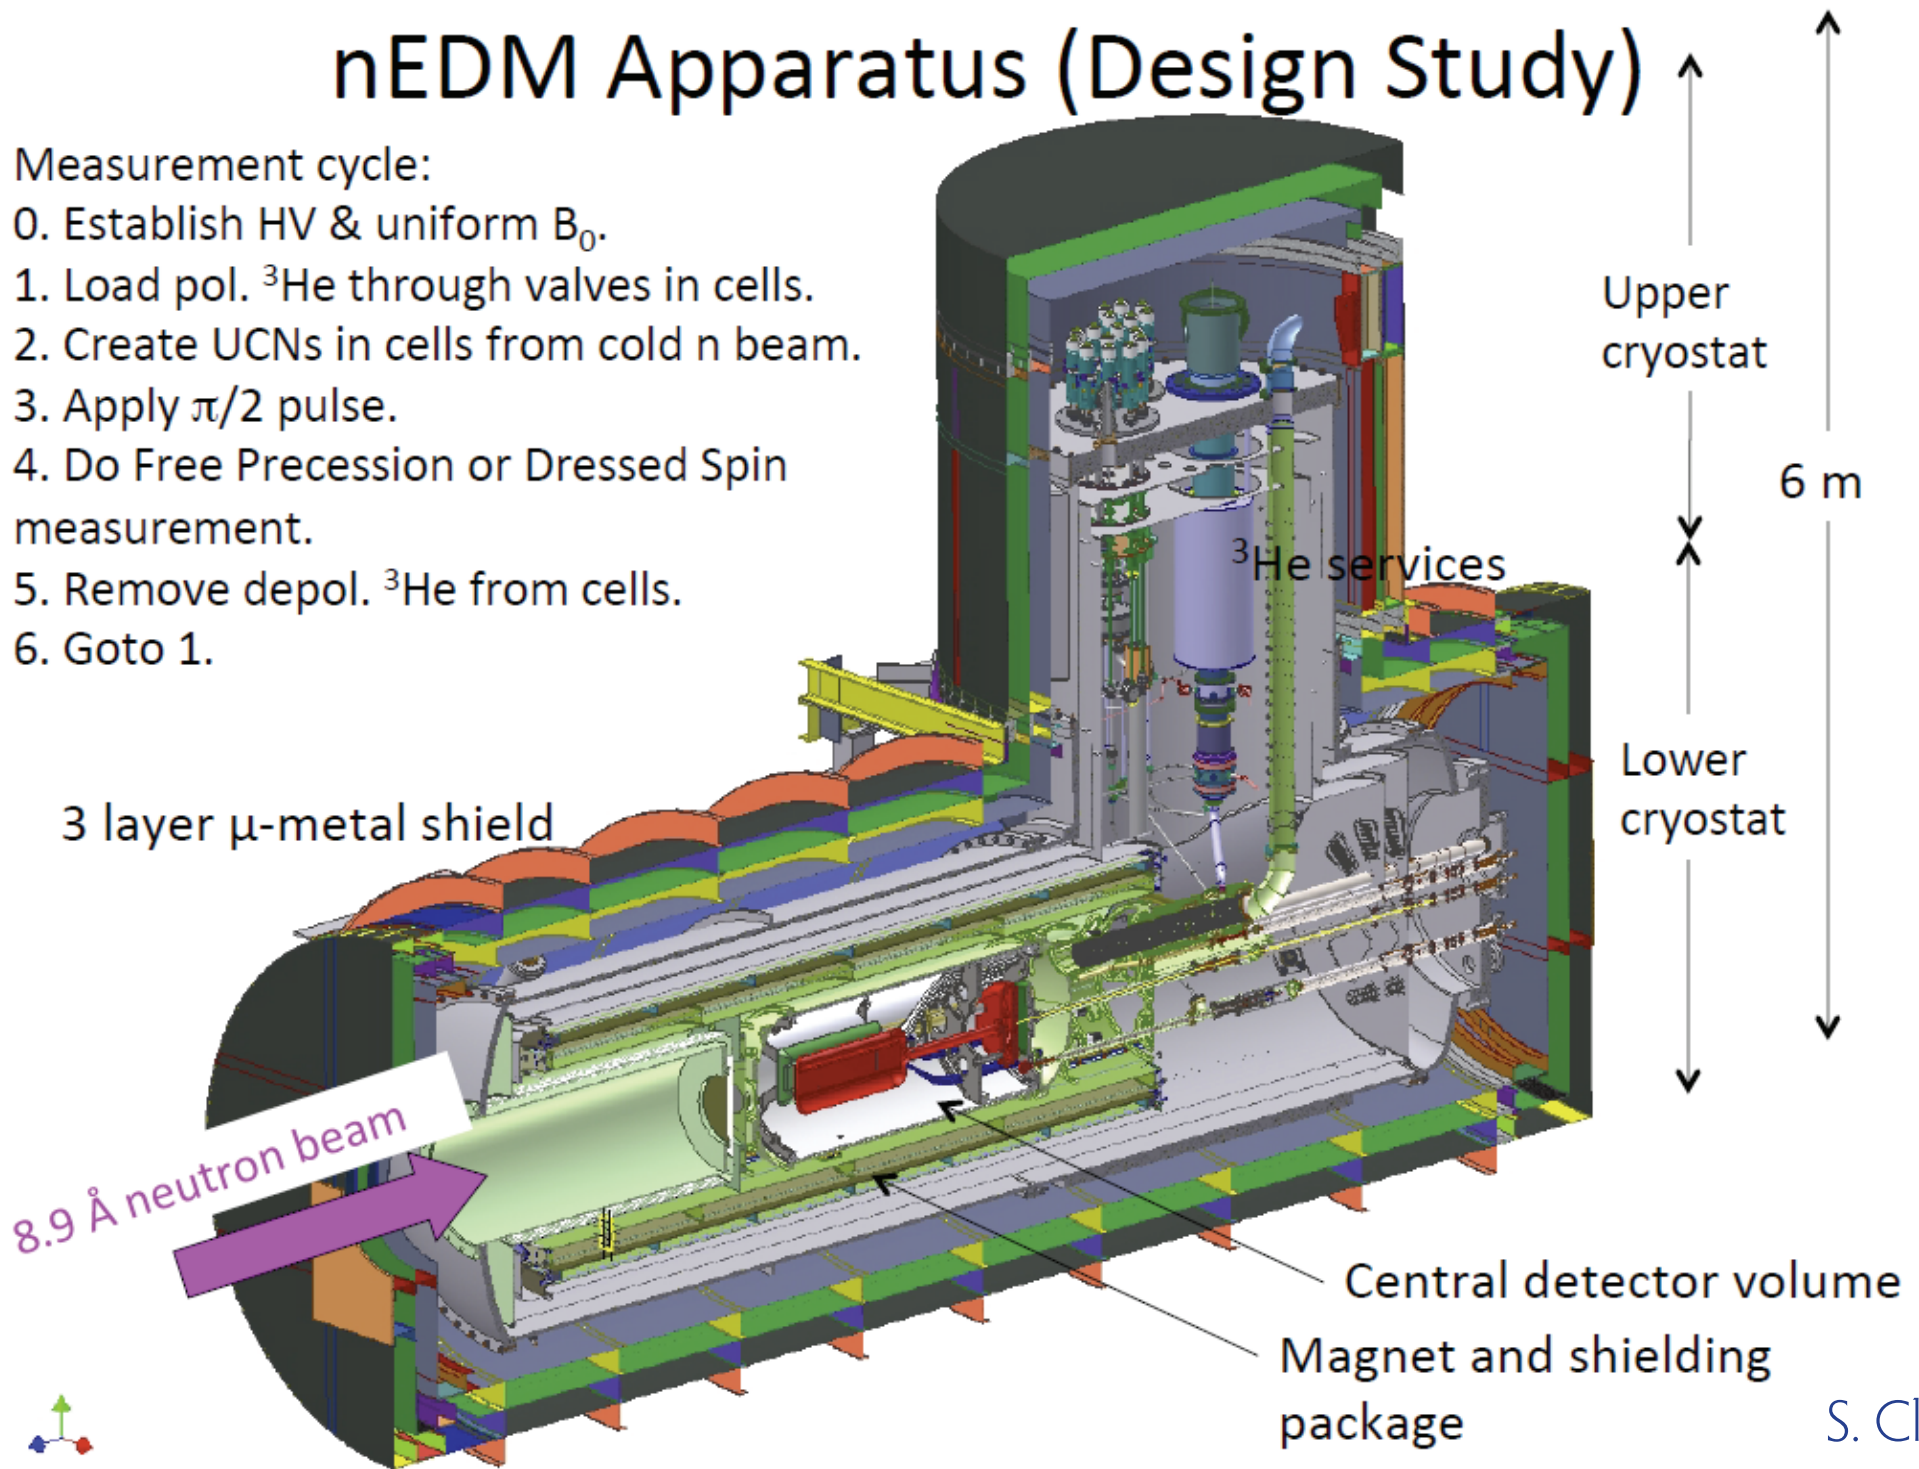 nEDM Apparatus (Design Study)
Measurement cycle:
0. Establish HV & uniform B₀.
1. Load pol. ³He through valves in cells.
2. Create UCNs in cells from cold n beam.
3. Apply π/2 pulse.
4. Do Free Precession or Dressed Spin
measurement.
5. Remove depol. ³He from cells.
6. Goto 1.
Upper
cryostat
6 m
³He services
Lower
cryostat
3 layer μ-metal shield
8.9 Å neutron beam
Central detector volume
Magnet and shielding
package
S. Cl